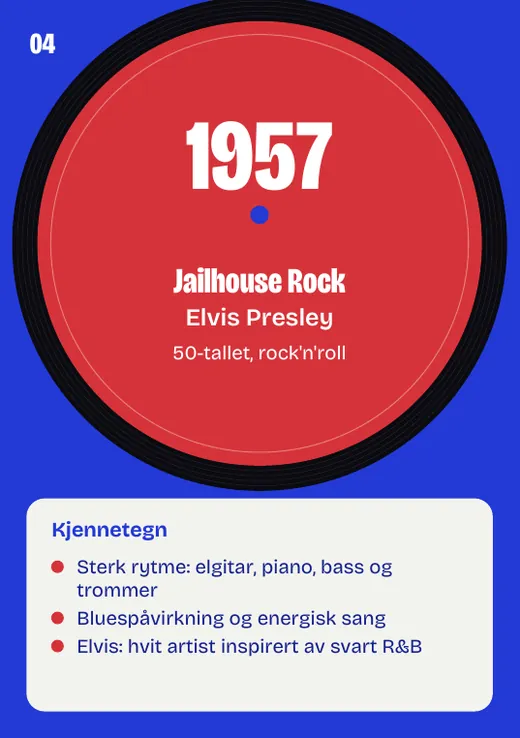 04
1957
Jailhouse Rock
Elvis Presley
50-tallet, rock'n'roll
Kjennetegn
Sterk rytme: elgitar, piano, bass og
trommer
Bluespåvirkning og energisk sang
Elvis: hvit artist inspirert av svart R&B